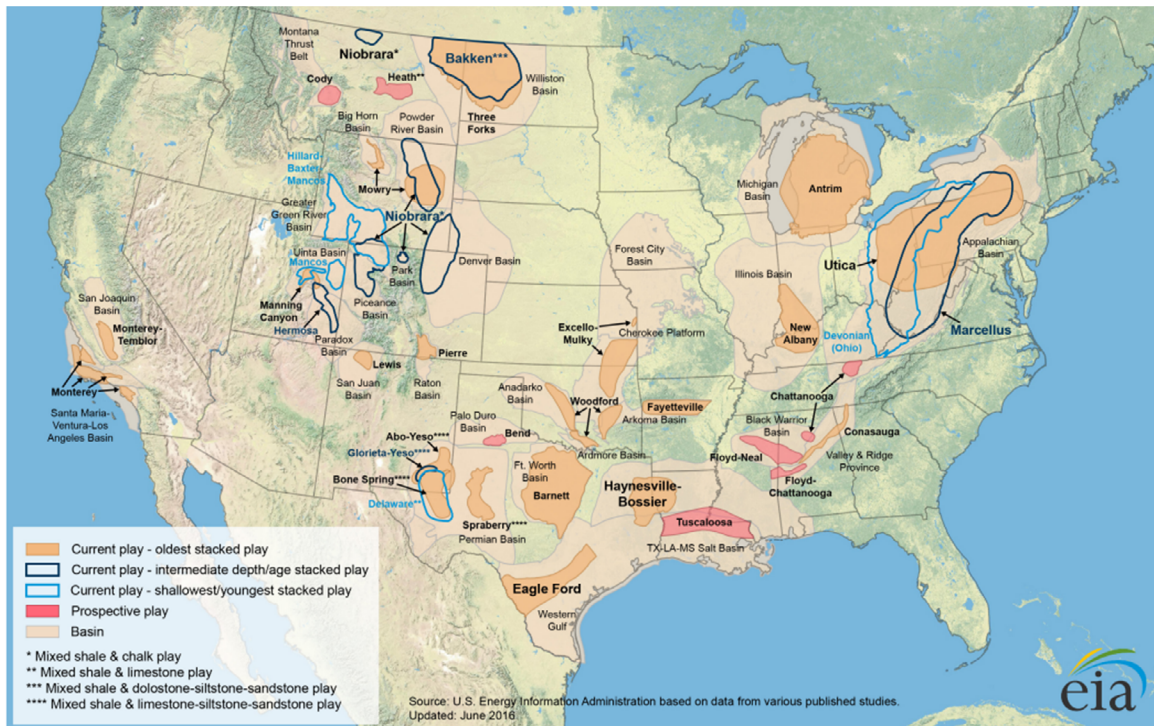 Montana
Thrust
Belt
Niobrara*
Bakken***
Cody
Heath**
Williston
Basin
Big Horn
Basin
Powder
River Basin
Three
Forks
Hillard-
Baxter-
Mancos
Mowry
Greater
Green River
Basin
Niobrara*
Michigan
Basin
Antrim
Uinta Basin
Mancos
Park
Basin
Denver Basin
Forest City
Basin
Illinois Basin
Utica
Appalachian
Basin
San Joaquin
Basin
Monterey-
Temblor
Manning
Canyon
Hermosa
Piceance
Basin
Paradox
Basin
Excello-
Mulky
Cherokee Platform
New
Albany
Devonian
(Ohio)
Marcellus
Monterey
Lewis
Pierre
San Juan
Basin
Raton
Basin
Anadarko
Basin
Woodford
Arkoma Basin
Fayetteville
Chattanooga
Santa Maria-
Ventura-Los
Angeles Basin
Palo Duro
Basin
Bend
Ardmore Basin
Black Warrior
Basin
Conasauga
Valley & Ridge
Province
Floyd-Neal
Floyd-
Chattanooga
Abo-Yeso****
Glorieta-Yeso****
Bone Spring****
Delaware**
Ft. Worth
Basin
Barnett
Haynesville-
Bossier
Spraberry****
Permian Basin
Tuscaloosa
TX-LA-MS Salt Basin
Eagle Ford
Western
Gulf
Current play - oldest stacked play
Current play - intermediate depth/age stacked play
Current play - shallowest/youngest stacked play
Prospective play
Basin
* Mixed shale & chalk play
** Mixed shale & limestone play
*** Mixed shale & dolostone-siltstone-sandstone play
**** Mixed shale & limestone-siltstone-sandstone play
Source: U.S. Energy Information Administration based on data from various published studies.
Updated: June 2016
eia